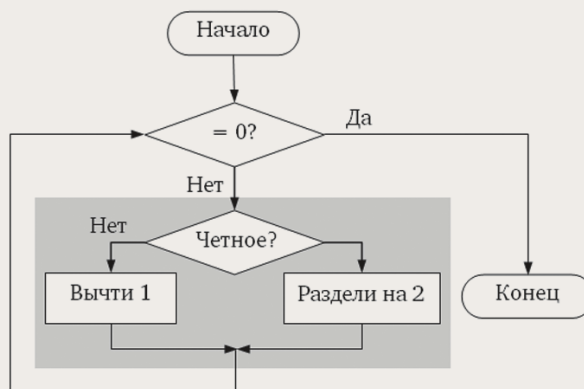 Начало
= 0?
Да
Нет
Нет
Четное?
Вычти 1
Раздели на 2
Конец